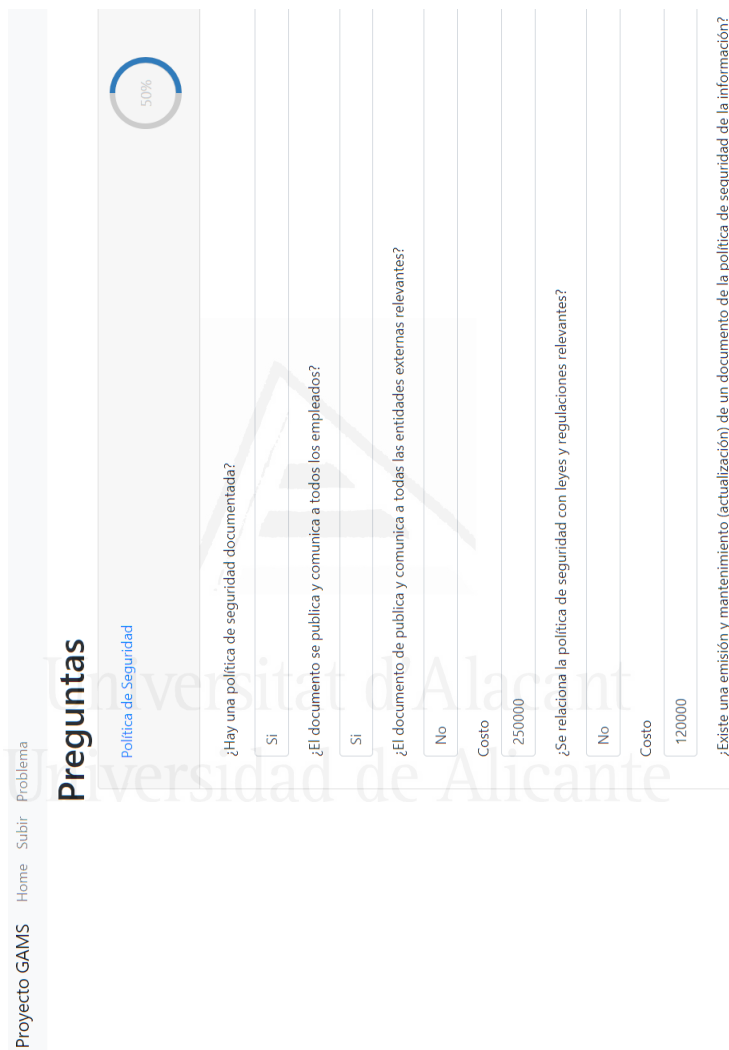 Proyecto GAMS Home Subir Problema
Preguntas
Política de Seguridad
50%
¿Hay una política de seguridad documentada?
Si
¿El documento se publica y comunica a todos los empleados?
Si
¿El documento de publica y comunica a todas las entidades externas relevantes?
No
Costo
250000
¿Se relaciona la política de seguridad con leyes y regulaciones relevantes?
No
Costo
120000
¿Existe una emisión y mantenimiento (actualización) de un documento de la política de seguridad de la información?
Universitat d'Alacant
Universidad de Alicante